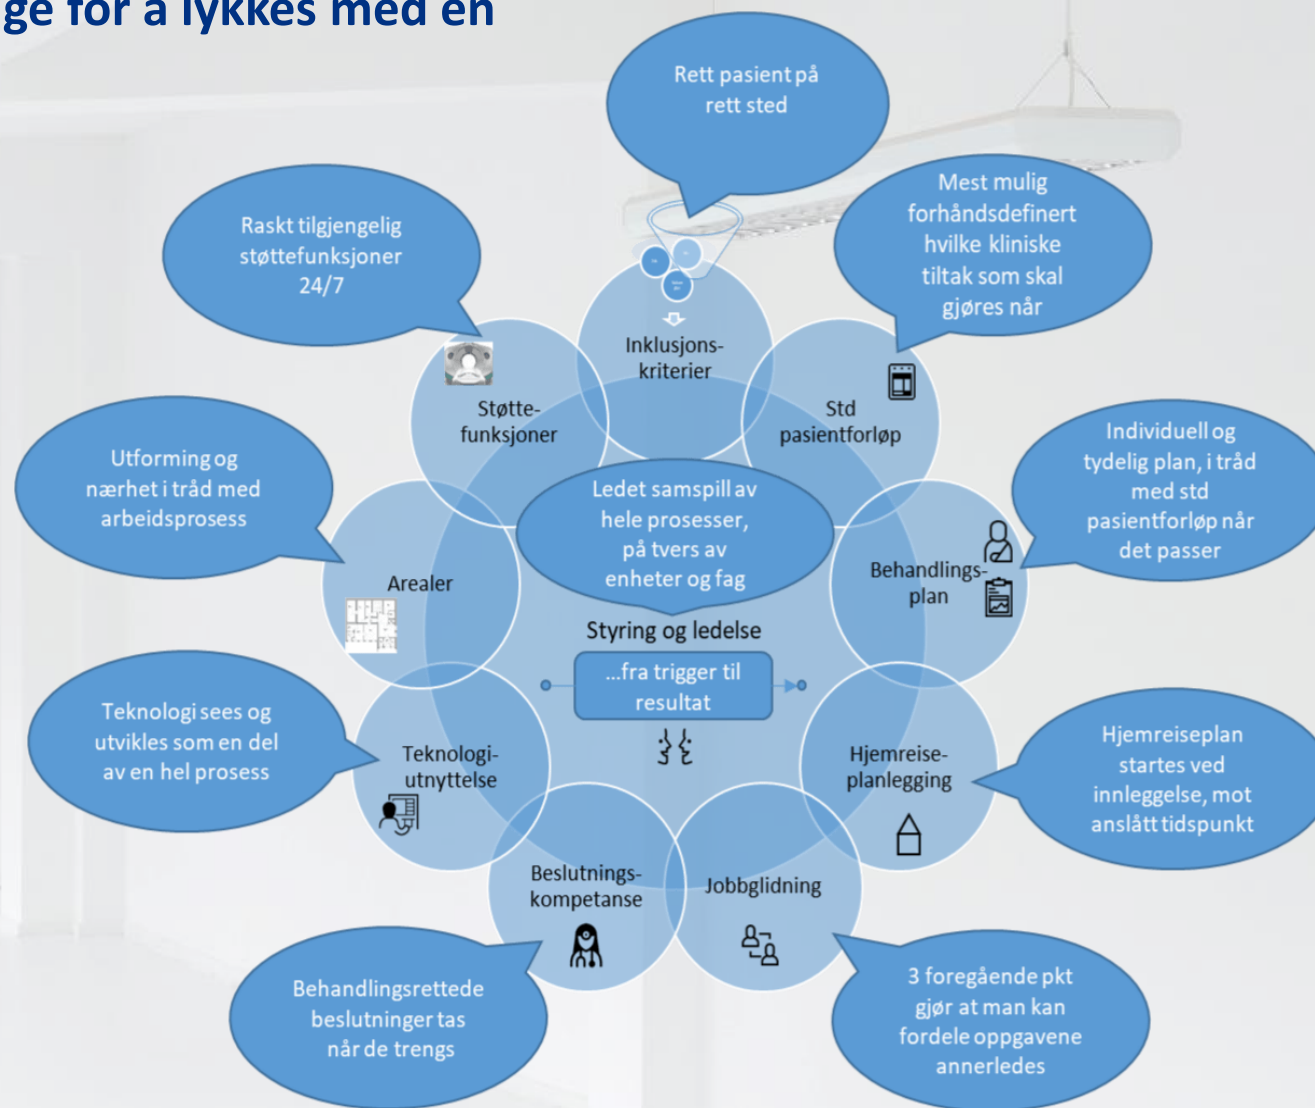 ge for å lykkes med en
Rett pasient på
rett sted
Mest mulig
forhåndsdefinert
hvilke kliniske
tiltak som skal
gjøres når
Raskt tilgjengelig
støttefunksjoner
24/7
Inklusjons-
kriterier
Støtte-
funksjoner
Std
pasientforløp
Individuell og
tydelig plan, i tråd
med std
pasientforløp når
det passer
Utforming og
nærhet i tråd med
arbeidsprosess
Ledet samspill av
hele prosesser,
på tvers av
enheter og fag
Arealer
Behandlings-
plan
Styring og ledelse
...fra trigger til
resultat
Teknologi sees og
utvikles som en del
av en hel prosess
Teknologi-
utnyttelse
Hjemreise-
planlegging
Hjemreiseplan
startes ved
innleggelse, mot
anslått tidspunkt
Beslutnings-
kompetanse
Jobbglidning
Behandlingsrettede
beslutninger tas
når de trengs
3 foregående pkt
gjør at man kan
fordele oppgavene
annerledes